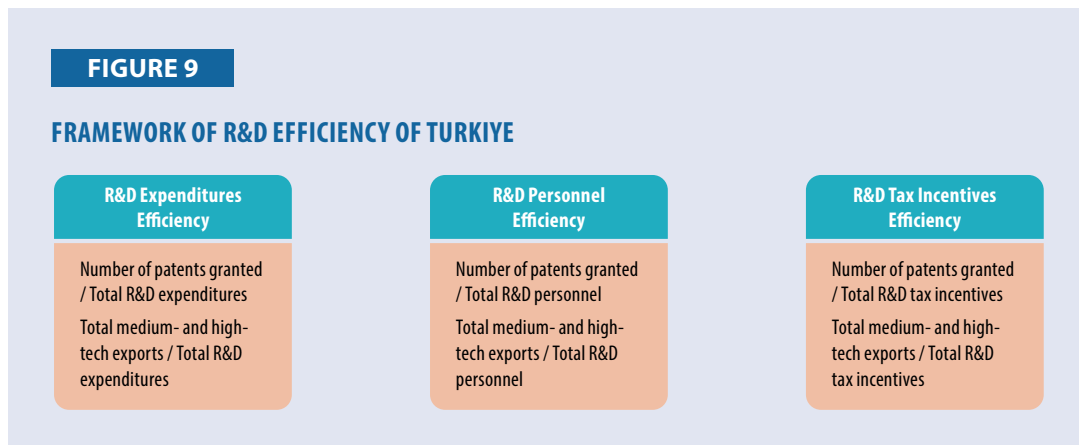 FIGURE 9
FRAMEWORK OF R&D EFFICIENCY OF TURKIYE
R&D Expenditures
Efficiency
Number of patents granted
/ Total R&D expenditures
Total medium- and high-
tech exports / Total R&D
expenditures
R&D Personnel
Efficiency
Number of patents granted
/ Total R&D personnel
Total medium- and high-
tech exports / Total R&D
personnel
R&D Tax Incentives
Efficiency
Number of patents granted
/ Total R&D tax incentives
Total medium- and high-
tech exports / Total R&D
tax incentives